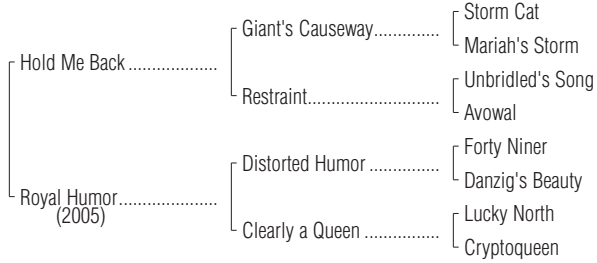 Storm Cat
Giant's Causeway..............
Mariah's Storm
Hold Me Back ...................
Unbridled's Song
Restraint............................
Avowal
Forty Niner
Distorted Humor ...............
Danzig's Beauty
Royal Humor.....................
(2005)
Lucky North
Clearly a Queen ................
Cryptoqueen